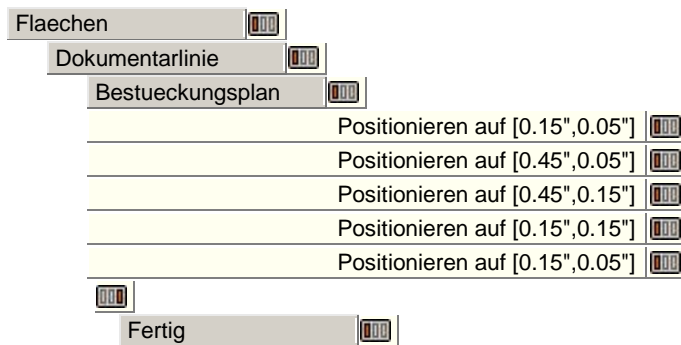 Flaechen
Dokumentarlinie
Bestueckungsplan
Positionieren auf [0.15",0.05"]
Positionieren auf [0.45",0.05"]
Positionieren auf [0.45",0.15"]
Positionieren auf [0.15",0.15"]
Positionieren auf [0.15",0.05"]
Fertig